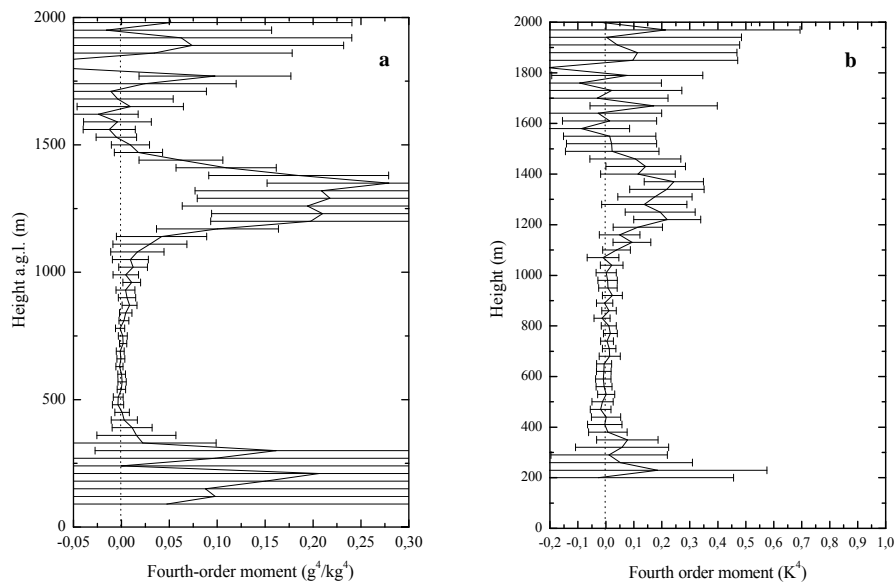 a
Height a.g.l. (m)
2000
1500
1000
500
0
-0,05 0,00 0,05 0,10 0,15 0,20 0,25 0,30
Fourth-order moment (g⁴/kg⁴)
b
Height (m)
2000
1800
1600
1400
1200
1000
800
600
400
200
0
-0,2 -0,1 0,0 0,1 0,2 0,3 0,4 0,5 0,6 0,7 0,8 0,9 1,0
Fourth order moment (K⁴)